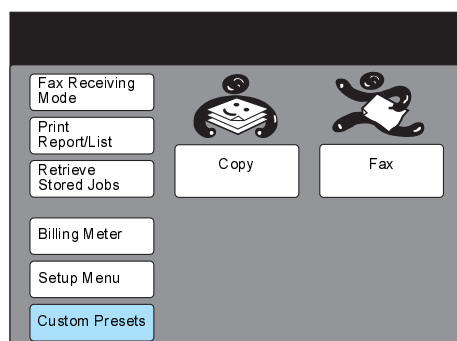 Fax Receiving
Mode
Print
Report/List
Retrieve
Stored Jobs
Billing Meter
Setup Menu
Custom Presets
Copy
Fax